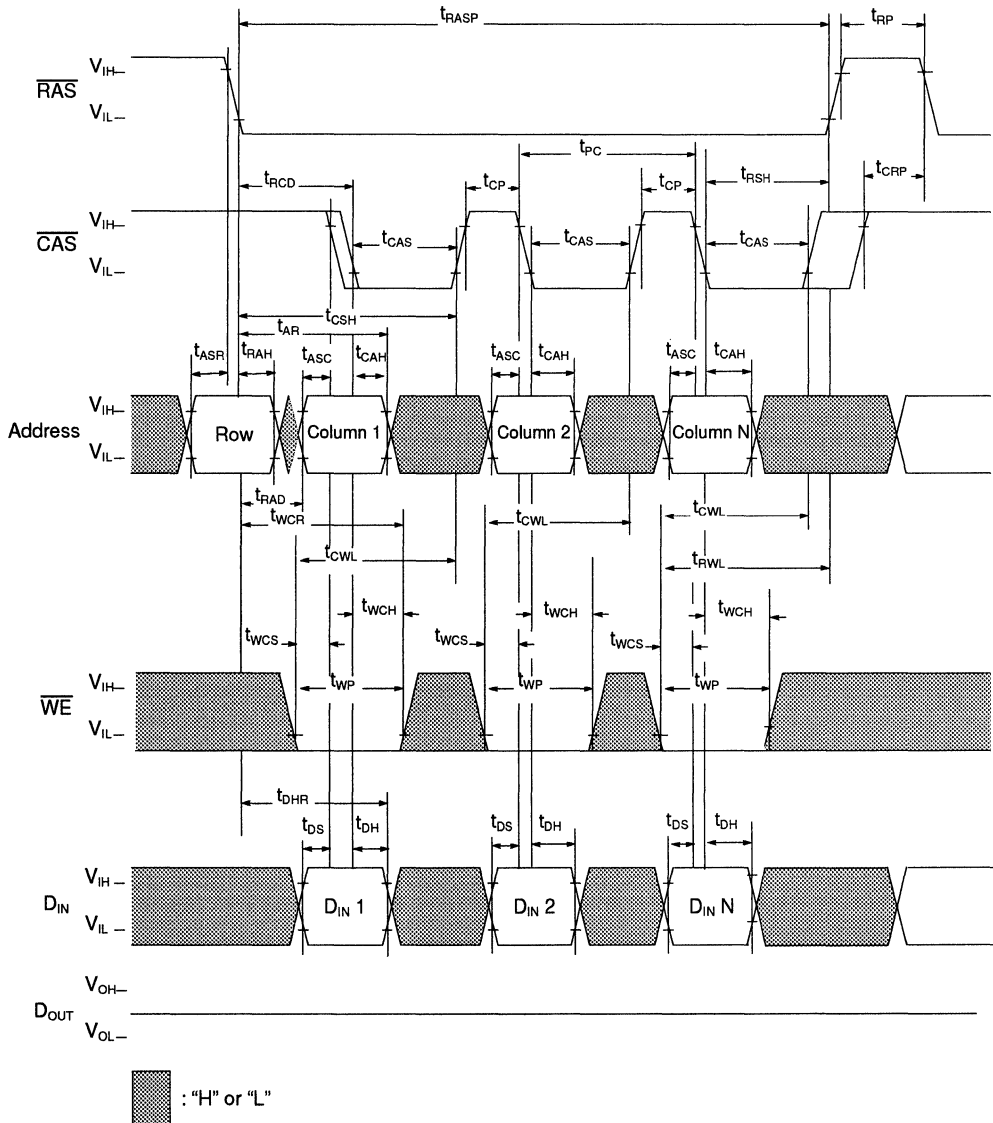 tRASP
tRP
RAS
VIH
VIL
tPC
tRCD
tCP
tCP
tRSH
tCRP
CAS
VIH
VIL
tCAS
tCAS
tCAS
tCSH
tAR
tASR
tRAH
tASC
tCAH
tASC
tCAH
tASC
tCAH
Address
VIH
VIL
Row
Column 1
Column 2
Column N
tRAD
tWCR
tCWL
tCWL
tCWL
tRWL
tWCH
tWCH
tWCH
tWCS
tWCS
tWCS
tWP
tWP
tWP
WE
VIH
VIL
tDHR
tDS
tDH
tDS
tDH
tDS
tDH
DIN
VIH
VIL
DIN 1
DIN 2
DIN N
VOH
DOUT
VOL
: “H” or “L”